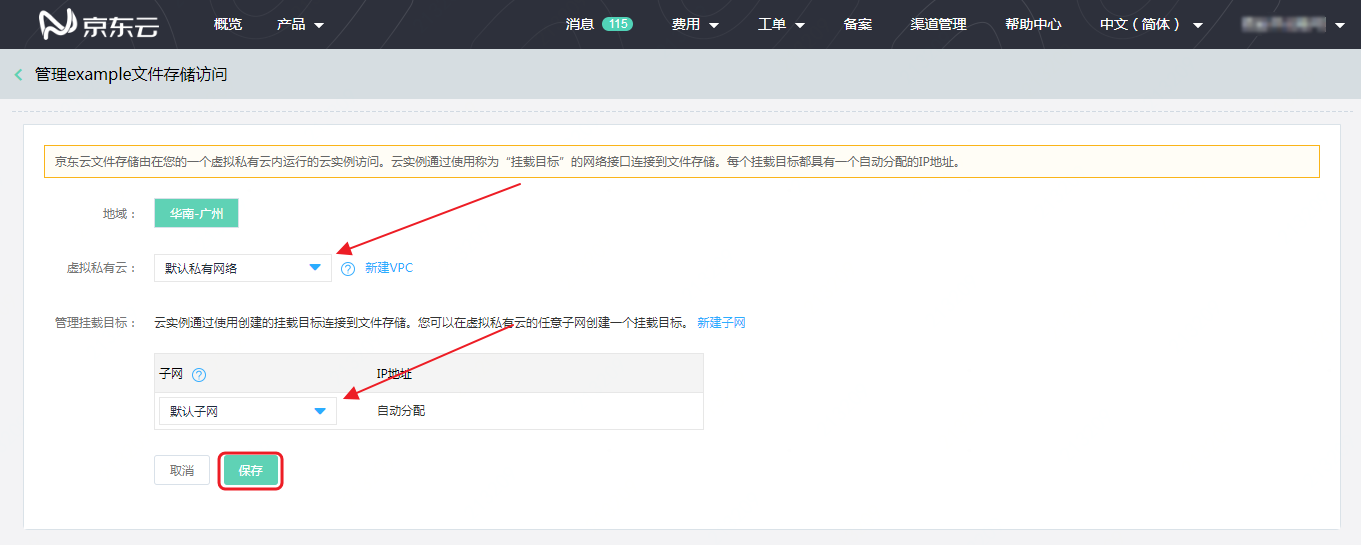 京东云 概览 产品 消息 115 费用 工单 备案 渠道管理 帮助中心 中文（简体）
管理example文件存储访问
京东云文件存储由在您的一个虚拟私有云内运行的云实例访问。云实例通过使用称为“挂载目标”的网络接口连接到文件存储。每个挂载目标都具有一个自动分配的IP地址。
地域： 华南-广州
虚拟私有云： 默认私有网络 ? 新建VPC
管理挂载目标： 云实例通过使用创建的挂载目标连接到文件存储。您可以在虚拟私有云的任意子网创建一个挂载目标。 新建子网
子网 ? IP地址
默认子网 自动分配
取消 保存